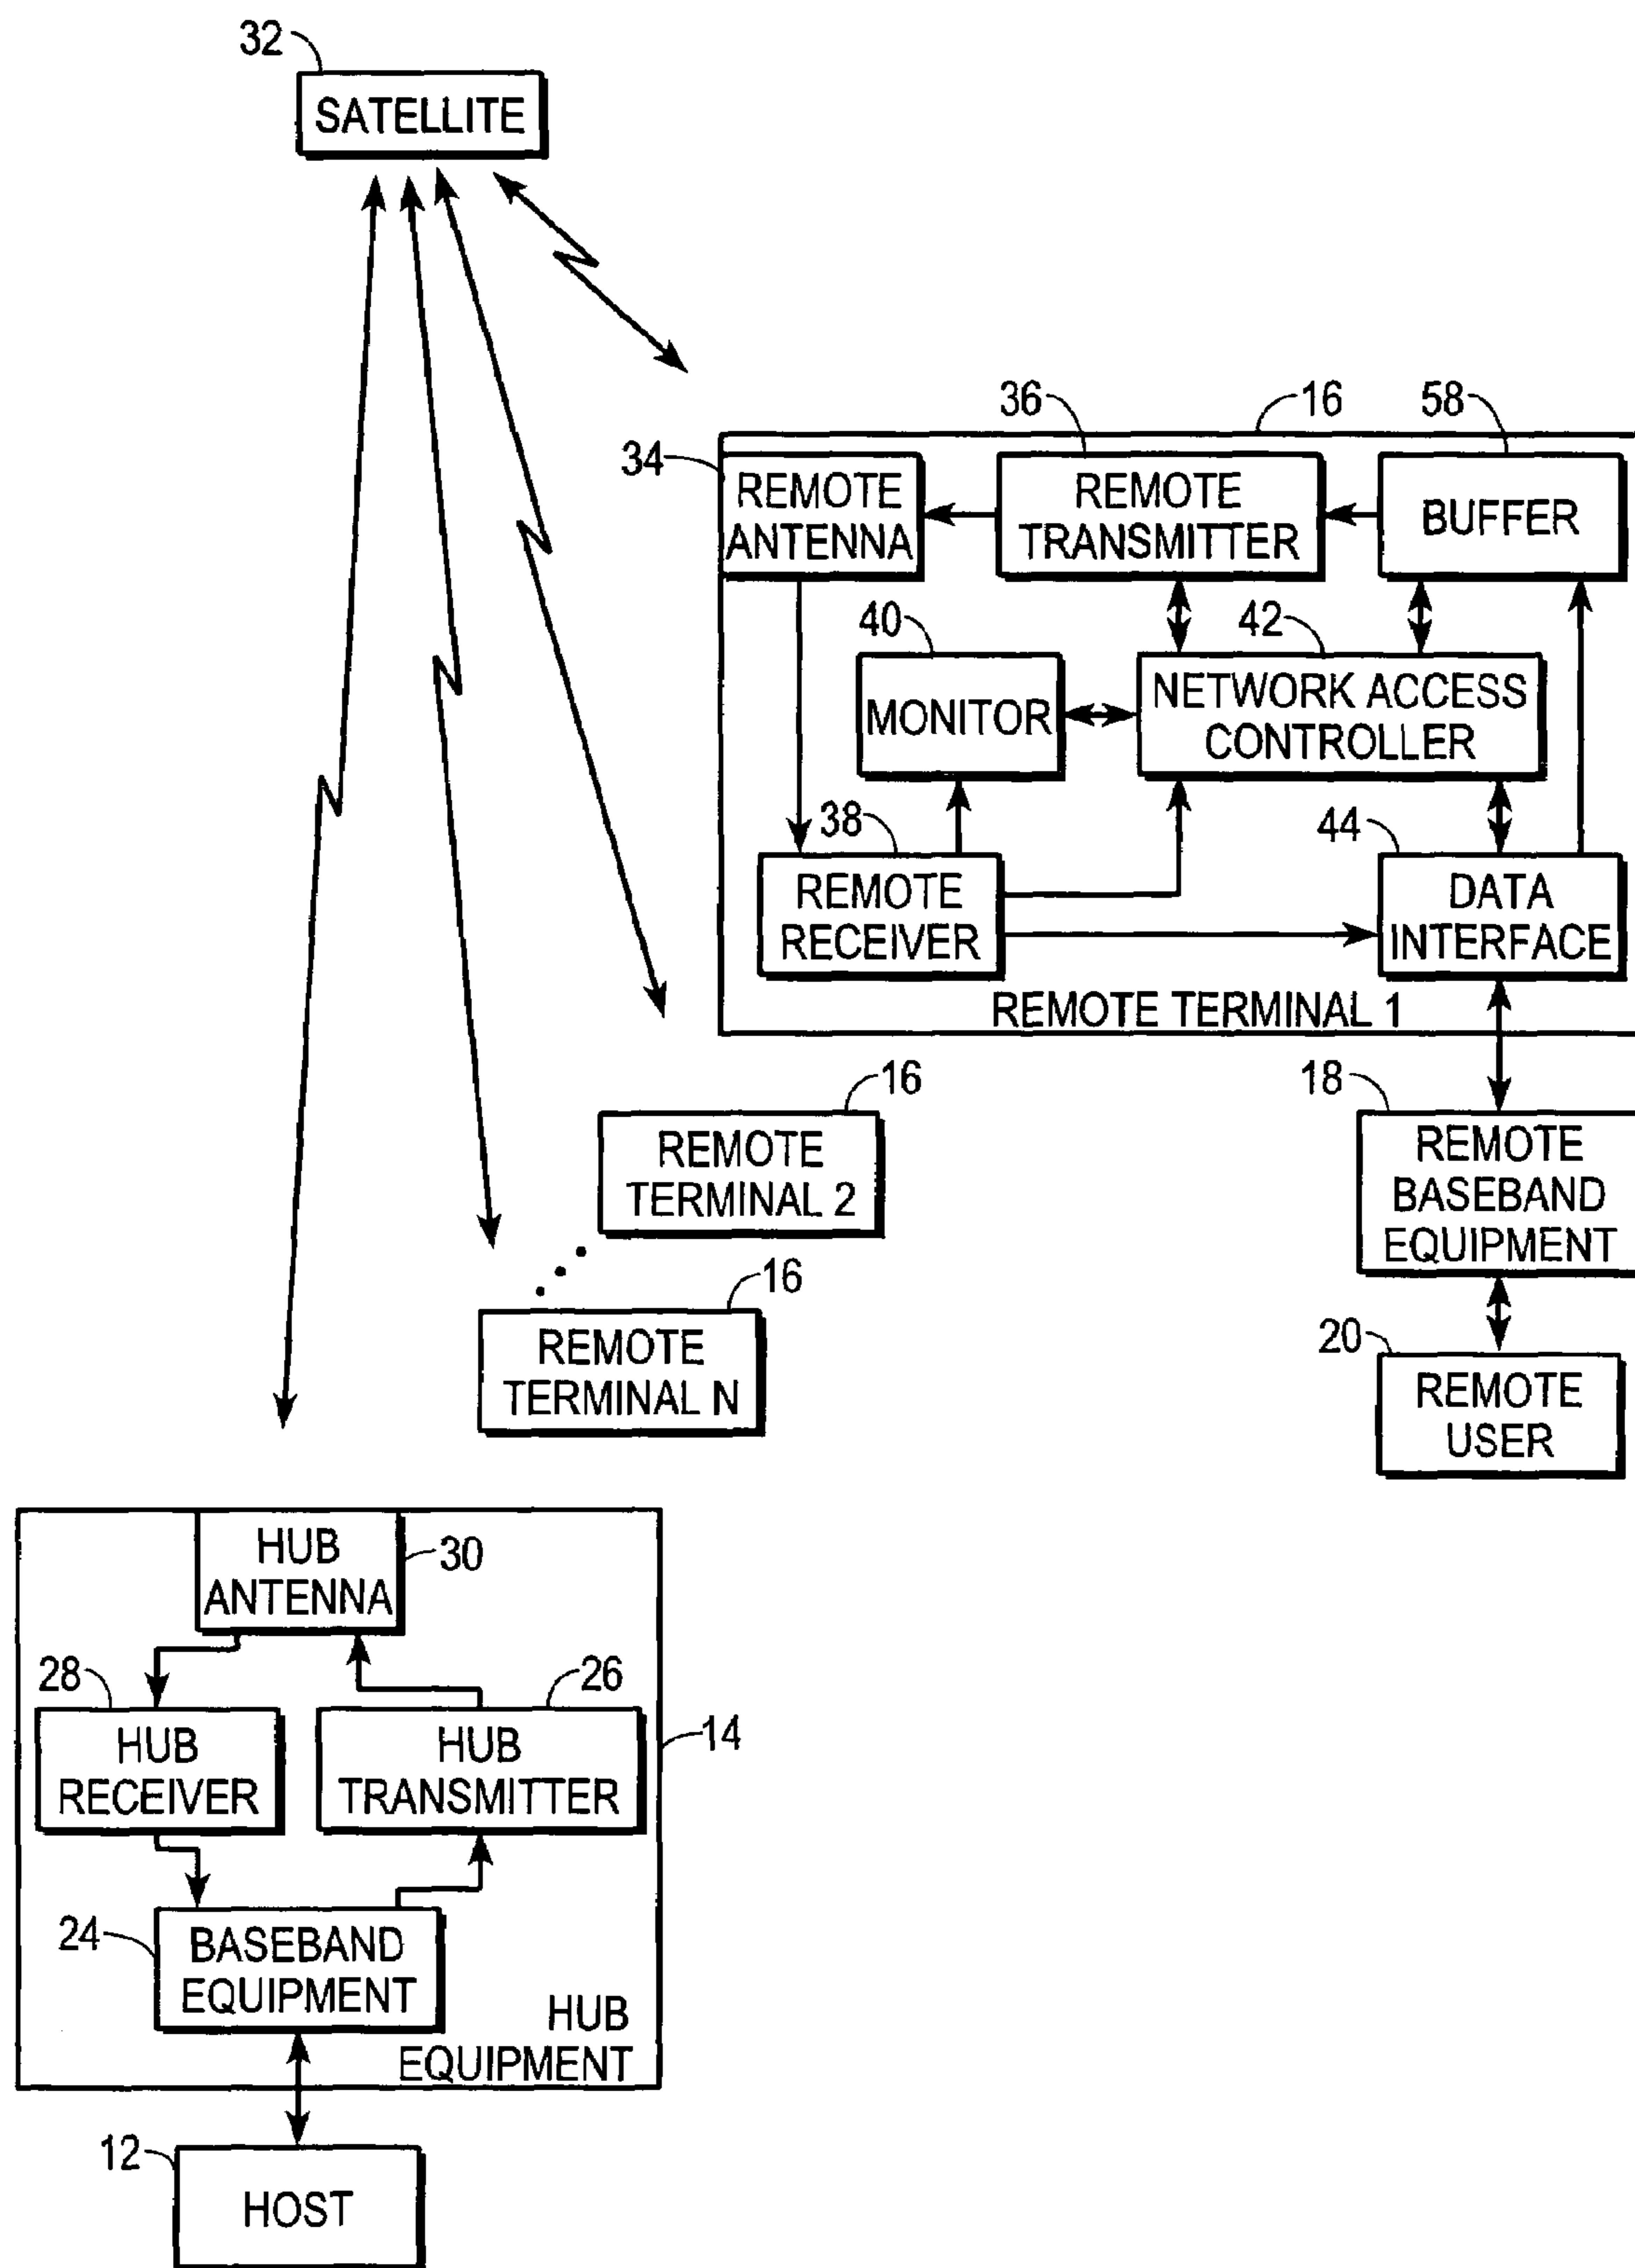 32
SATELLITE
36
16
58
34
REMOTE
ANTENNA
REMOTE
TRANSMITTER
BUFFER
40
42
MONITOR
NETWORK ACCESS
CONTROLLER
38
44
REMOTE
RECEIVER
DATA
INTERFACE
REMOTE TERMINAL 1
16
18
REMOTE
TERMINAL 2
REMOTE
BASEBAND
EQUIPMENT
16
REMOTE
TERMINAL N
20
REMOTE
USER
HUB
ANTENNA
30
28
26
HUB
RECEIVER
HUB
TRANSMITTER
14
24
BASEBAND
EQUIPMENT
HUB
EQUIPMENT
12
HOST